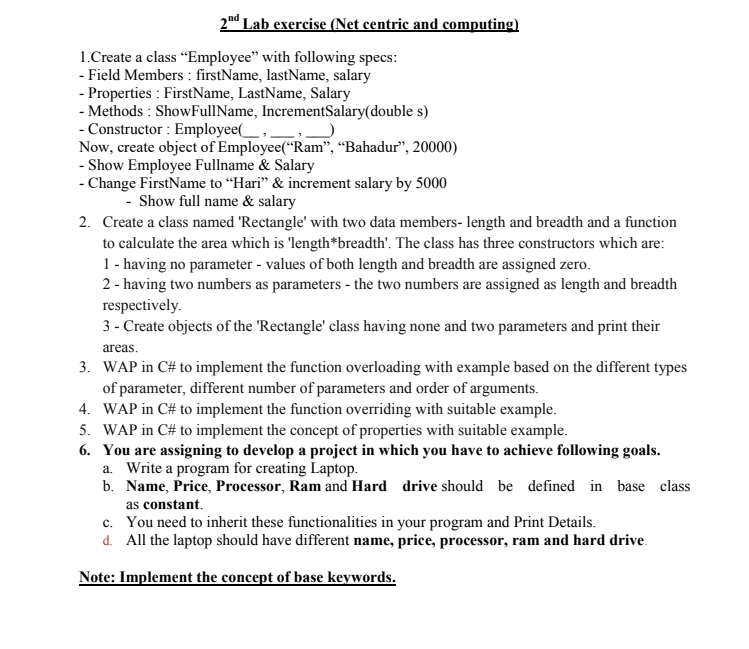 2nd Lab exercise (Net centric and computing)
1.Create a class “Employee” with following specs:
- Field Members : firstName, lastName, salary
- Properties : FirstName, LastName, Salary
- Methods : ShowFullName, IncrementSalary(double s)
- Constructor : Employee(__ , ___ , ___)
Now, create object of Employee(“Ram”, “Bahadur”, 20000)
- Show Employee Fullname & Salary
- Change FirstName to “Hari” & increment salary by 5000
- Show full name & salary
2. Create a class named 'Rectangle' with two data members- length and breadth and a function
to calculate the area which is 'length*breadth'. The class has three constructors which are:
1 - having no parameter - values of both length and breadth are assigned zero.
2 - having two numbers as parameters - the two numbers are assigned as length and breadth
respectively.
3 - Create objects of the 'Rectangle' class having none and two parameters and print their
areas.
3. WAP in C# to implement the function overloading with example based on the different types
of parameter, different number of parameters and order of arguments.
4. WAP in C# to implement the function overriding with suitable example.
5. WAP in C# to implement the concept of properties with suitable example.
6. You are assigning to develop a project in which you have to achieve following goals.
a. Write a program for creating Laptop.
b. Name, Price, Processor, Ram and Hard drive should be defined in base class
as constant.
c. You need to inherit these functionalities in your program and Print Details.
d. All the laptop should have different name, price, processor, ram and hard drive.
Note: Implement the concept of base keywords.